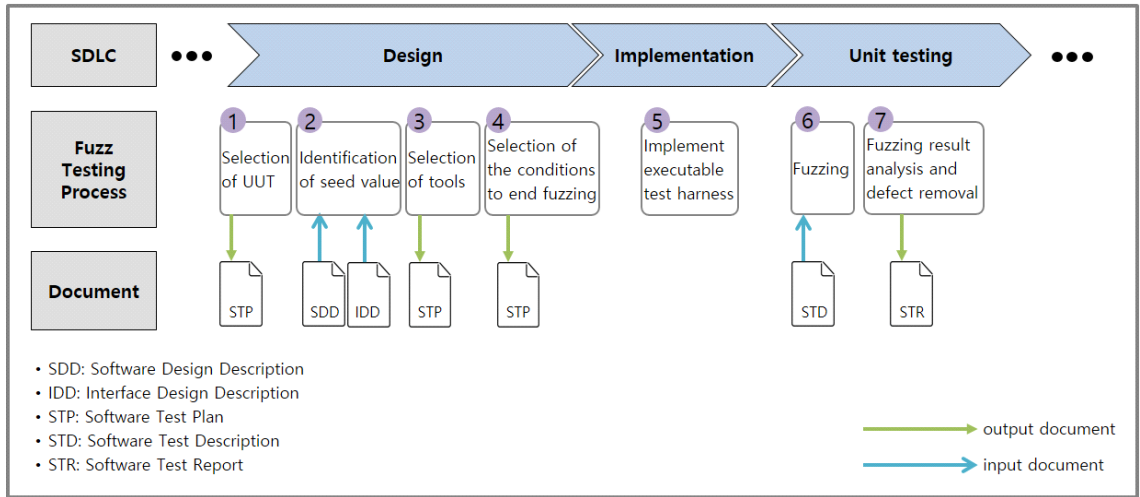 SDLC
•••
Design
Implementation
Unit testing
•••
Fuzz
Testing
Process
1
Selection
of UUT
2
Identification
of seed value
3
Selection
of tools
4
Selection of
the conditions
to end fuzzing
5
Implement
executable
test harness
6
Fuzzing
7
Fuzzing result
analysis and
defect removal
Document
STP
SDD
IDD
STP
STP
STD
STR
• SDD: Software Design Description
• IDD: Interface Design Description
• STP: Software Test Plan
• STD: Software Test Description
• STR: Software Test Report
output document
input document